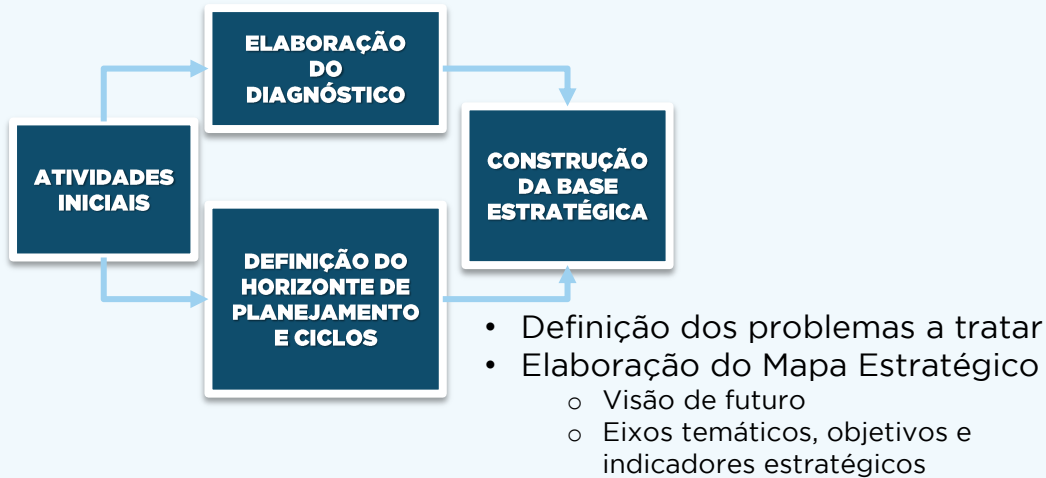 ELABORAÇÃO
DO
DIAGNÓSTICO
ATIVIDADES
INICIAIS
CONSTRUÇÃO
DA BASE
ESTRATÉGICA
DEFINIÇÃO DO
HORIZONTE DE
PLANEJAMENTO
E CICLOS
• Definição dos problemas a tratar
• Elaboração do Mapa Estratégico
o Visão de futuro
o Eixos temáticos, objetivos e
indicadores estratégicos